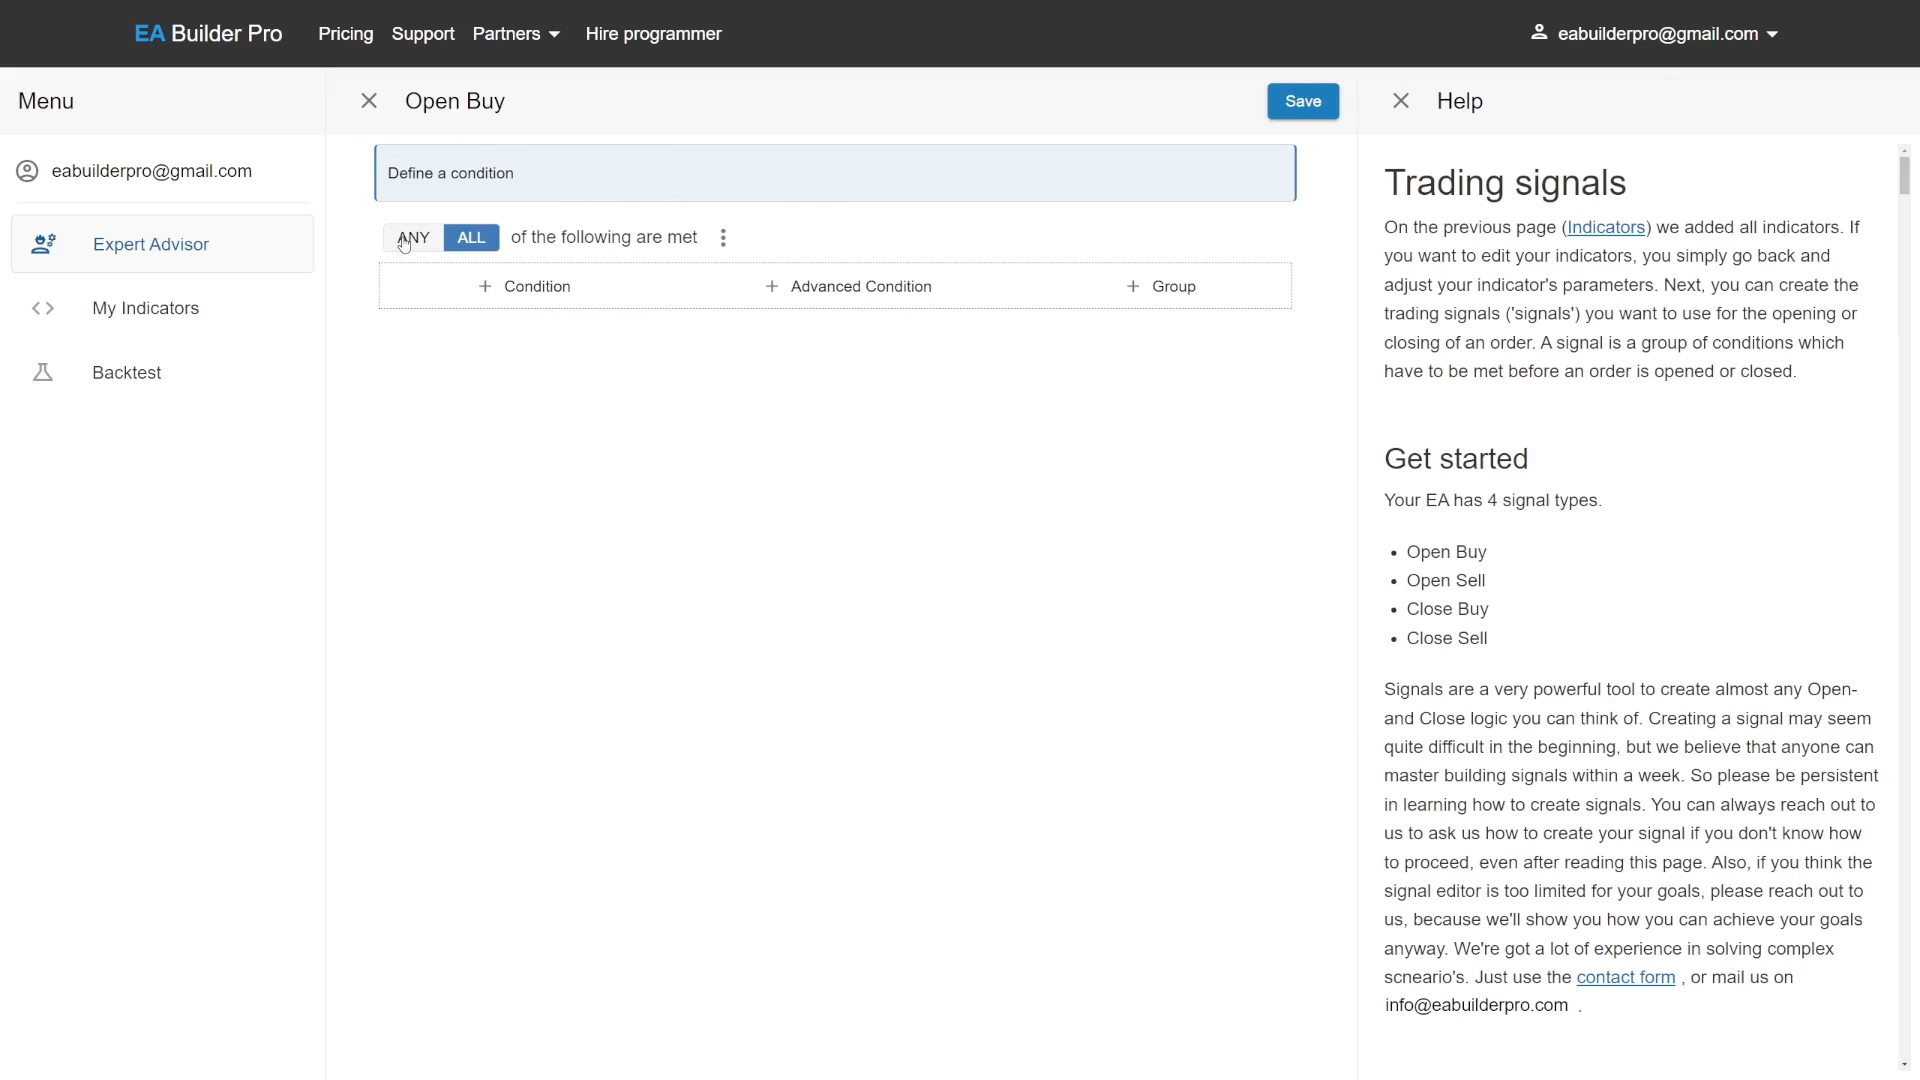 EA Builder Pro Pricing Support Partners Hire programmer eabuilderpro@gmail.com
Menu
Open Buy
Save
Help
eabuilderpro@gmail.com
Expert Advisor
My Indicators
Backtest
Define a condition
ANY ALL of the following are met
+ Condition + Advanced Condition + Group
Trading signals
On the previous page (Indicators) we added all indicators. If
you want to edit your indicators, you simply go back and
adjust your indicator's parameters. Next, you can create the
trading signals ('signals') you want to use for the opening or
closing of an order. A signal is a group of conditions which
have to be met before an order is opened or closed.
Get started
Your EA has 4 signal types.
• Open Buy
• Open Sell
• Close Buy
• Close Sell
Signals are a very powerful tool to create almost any Open-
and Close logic you can think of. Creating a signal may seem
quite difficult in the beginning, but we believe that anyone can
master building signals within a week. So please be persistent
in learning how to create signals. You can always reach out to
us to ask us how to create your signal if you don't know how
to proceed, even after reading this page. Also, if you think the
signal editor is too limited for your goals, please reach out to
us, because we'll show you how you can achieve your goals
anyway. We're got a lot of experience in solving complex
scneario's. Just use the contact form , or mail us on
info@eabuilderpro.com .